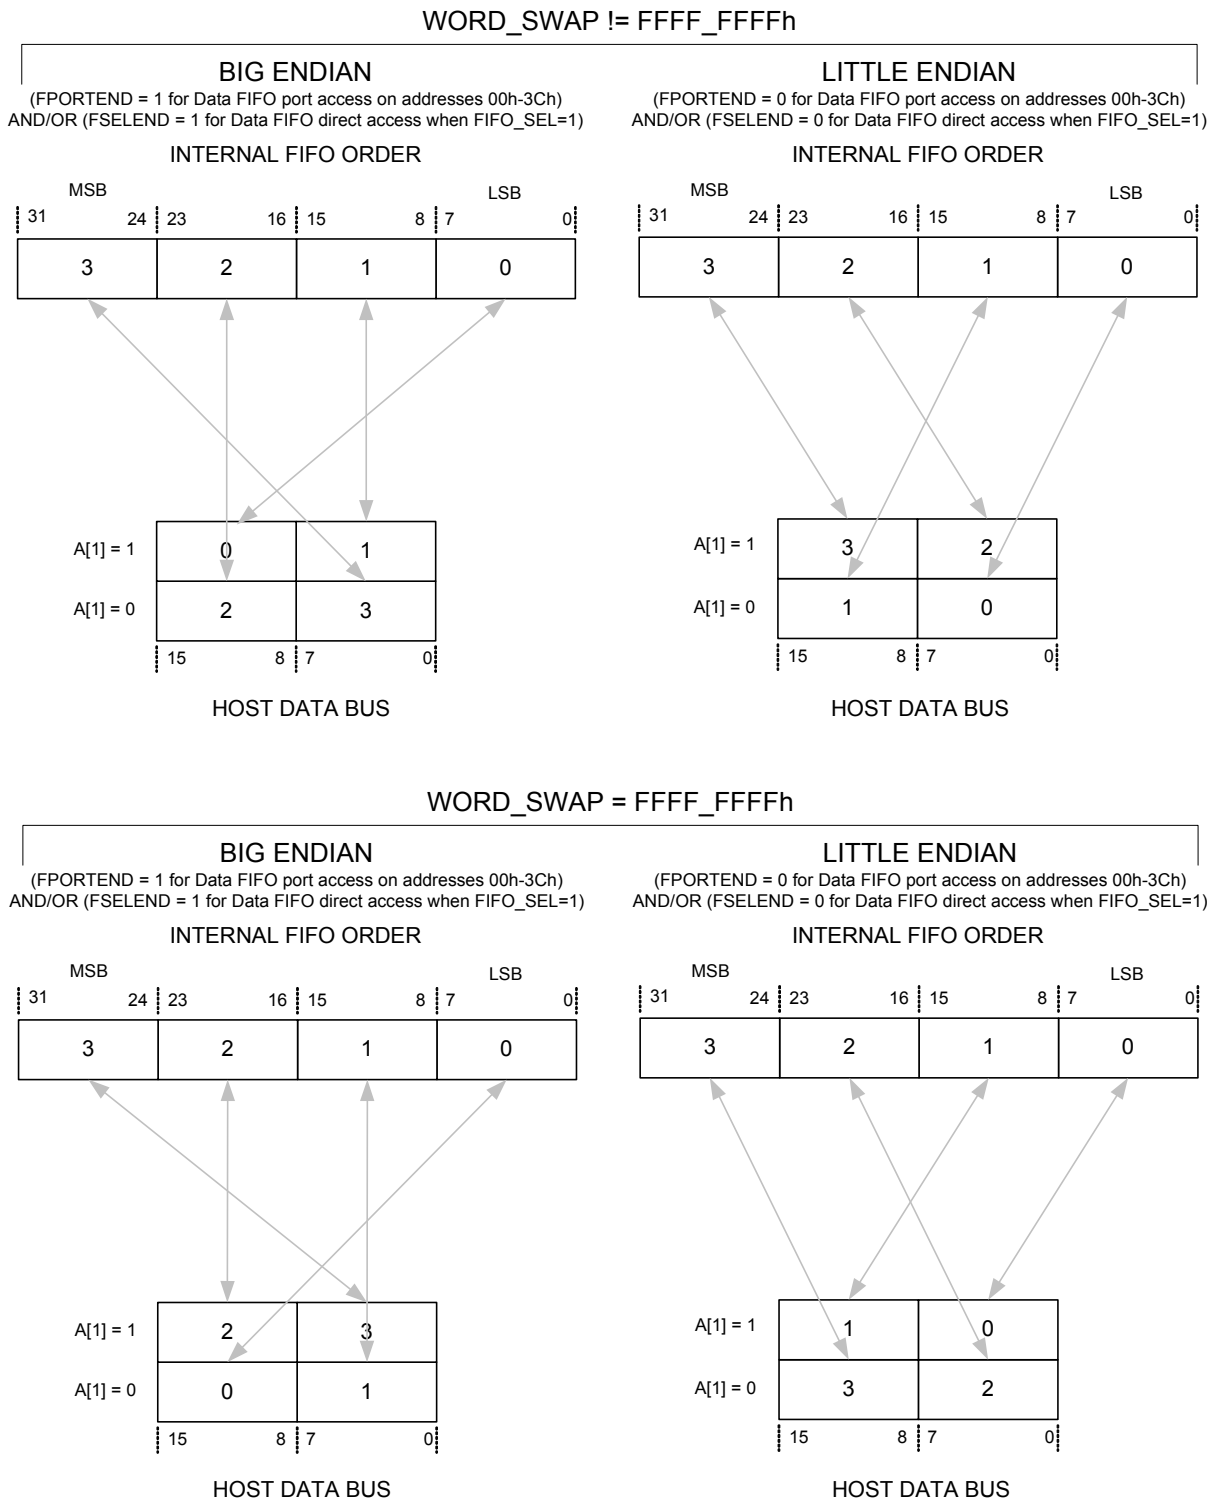 WORD_SWAP != FFFF_FFFFh
BIG ENDIAN
(FPORTEND = 1 for Data FIFO port access on addresses 00h-3Ch)
AND/OR (FSELEND = 1 for Data FIFO direct access when FIFO_SEL=1)
INTERNAL FIFO ORDER
MSB LSB
31 24 23 16 15 8 7 0
3 2 1 0
A[1] = 1 0 1
A[1] = 0 2 3
15 8 7 0
HOST DATA BUS
LITTLE ENDIAN
(FPORTEND = 0 for Data FIFO port access on addresses 00h-3Ch)
AND/OR (FSELEND = 0 for Data FIFO direct access when FIFO_SEL=1)
INTERNAL FIFO ORDER
MSB LSB
31 24 23 16 15 8 7 0
3 2 1 0
A[1] = 1 3 2
A[1] = 0 1 0
15 8 7 0
HOST DATA BUS
WORD_SWAP = FFFF_FFFFh
BIG ENDIAN
(FPORTEND = 1 for Data FIFO port access on addresses 00h-3Ch)
AND/OR (FSELEND = 1 for Data FIFO direct access when FIFO_SEL=1)
INTERNAL FIFO ORDER
MSB LSB
31 24 23 16 15 8 7 0
3 2 1 0
A[1] = 1 2 3
A[1] = 0 0 1
15 8 7 0
HOST DATA BUS
LITTLE ENDIAN
(FPORTEND = 0 for Data FIFO port access on addresses 00h-3Ch)
AND/OR (FSELEND = 0 for Data FIFO direct access when FIFO_SEL=1)
INTERNAL FIFO ORDER
MSB LSB
31 24 23 16 15 8 7 0
3 2 1 0
A[1] = 1 1 0
A[1] = 0 3 2
15 8 7 0
HOST DATA BUS